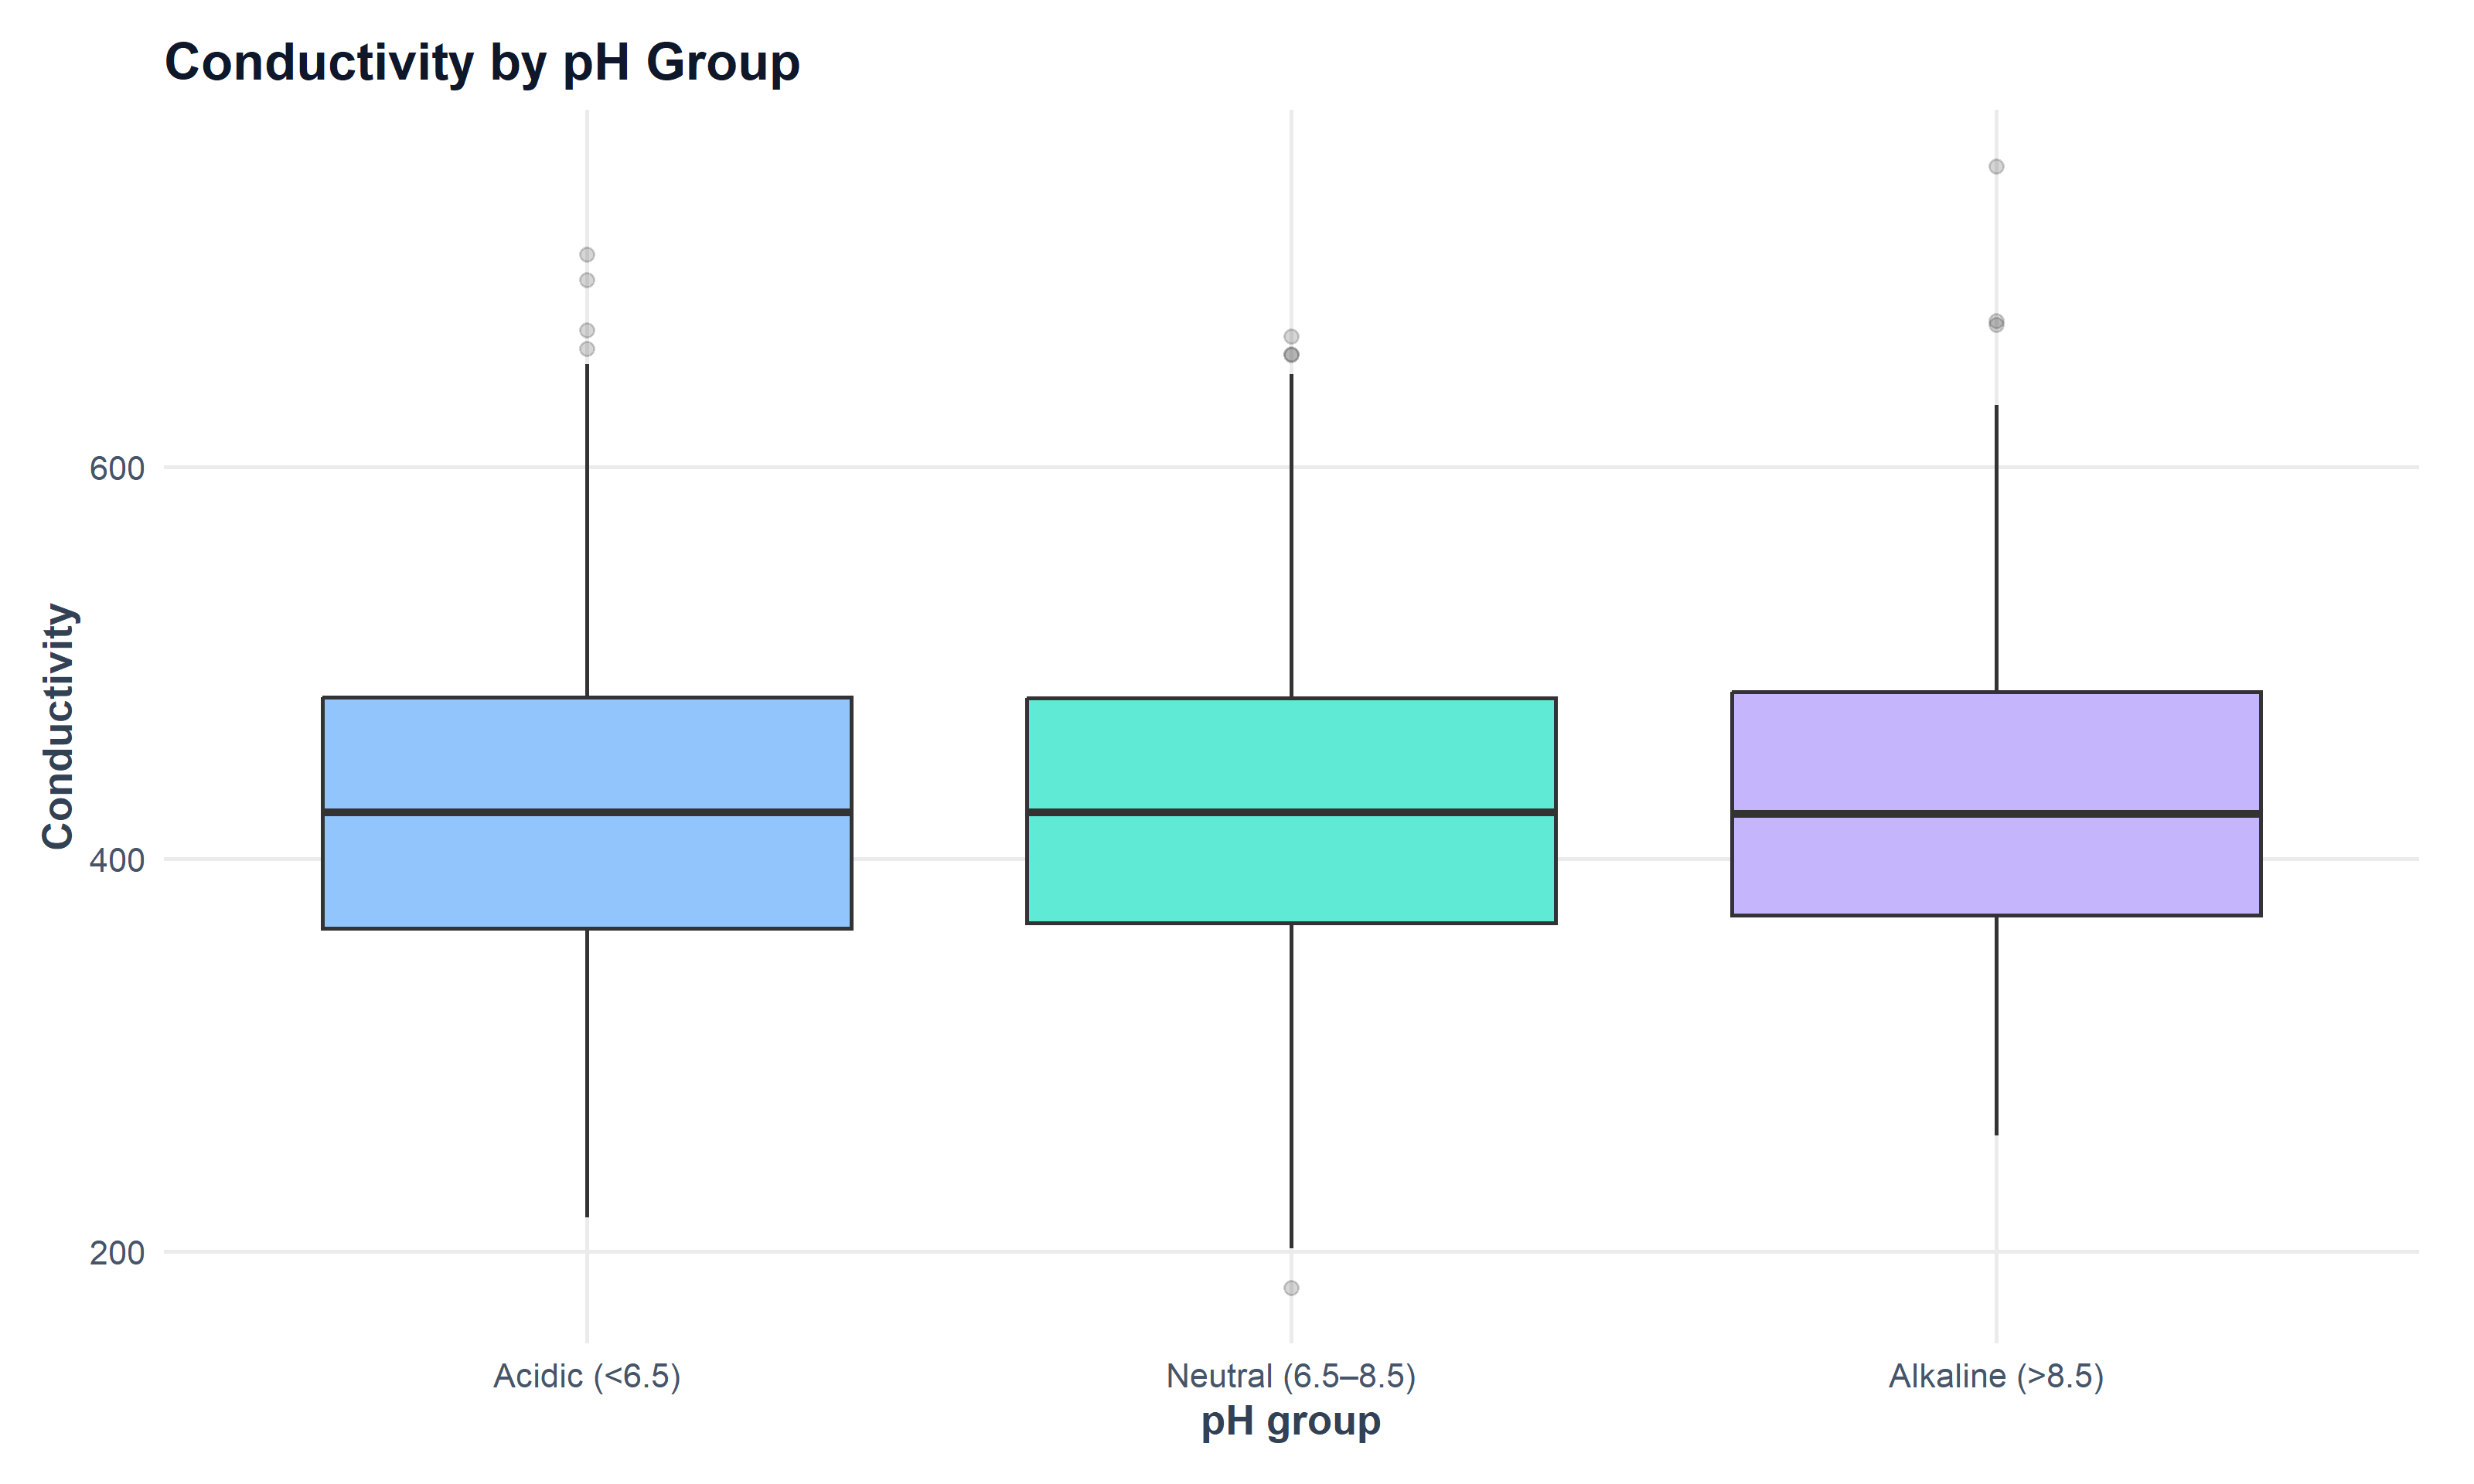 Conductivity by pH Group
Conductivity
600
400
200
Acidic (<6.5)
Neutral (6.5–8.5)
Alkaline (>8.5)
pH group